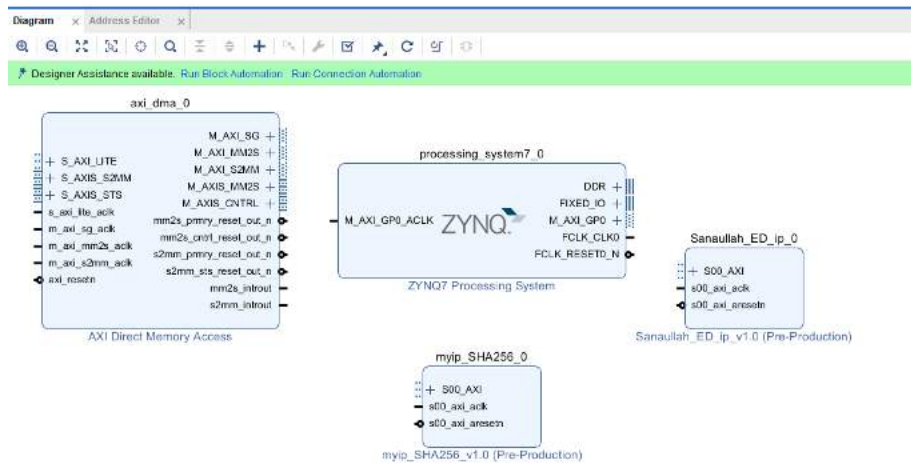 Diagram × Address Editor ×
Designer Assistance available. Run Block Automation Run Connection Automation
axi_dma_0
S_AXI_LITE
S_AXIS_S2MM
S_AXIS_STS
s_axi_lite_aclk
m_axi_sg_aclk
m_axi_mm2s_aclk
m_axi_s2mm_aclk
axi_resetn
M_AXI_SG
M_AXI_MM2S
M_AXI_S2MM
M_AXIS_MM2S
M_AXIS_CNTRL
mm2s_prmry_reset_out_n
mm2s_cntrl_reset_out_n
s2mm_prmry_reset_out_n
s2mm_sts_reset_out_n
mm2s_introut
s2mm_introut
AXI Direct Memory Access
processing_system7_0
M_AXI_GP0_ACLK
ZYNQ
DDR
FIXED_IO
M_AXI_GP0
FCLK_CLK0
FCLK_RESET0_N
ZYNQ7 Processing System
Sanaullah_ED_ip_0
S00_AXI
s00_axi_aclk
s00_axi_aresetn
Sanaullah_ED_ip_v1.0 (Pre-Production)
myip_SHA256_0
S00_AXI
s00_axi_aclk
s00_axi_aresetn
myip_SHA256_v1.0 (Pre-Production)